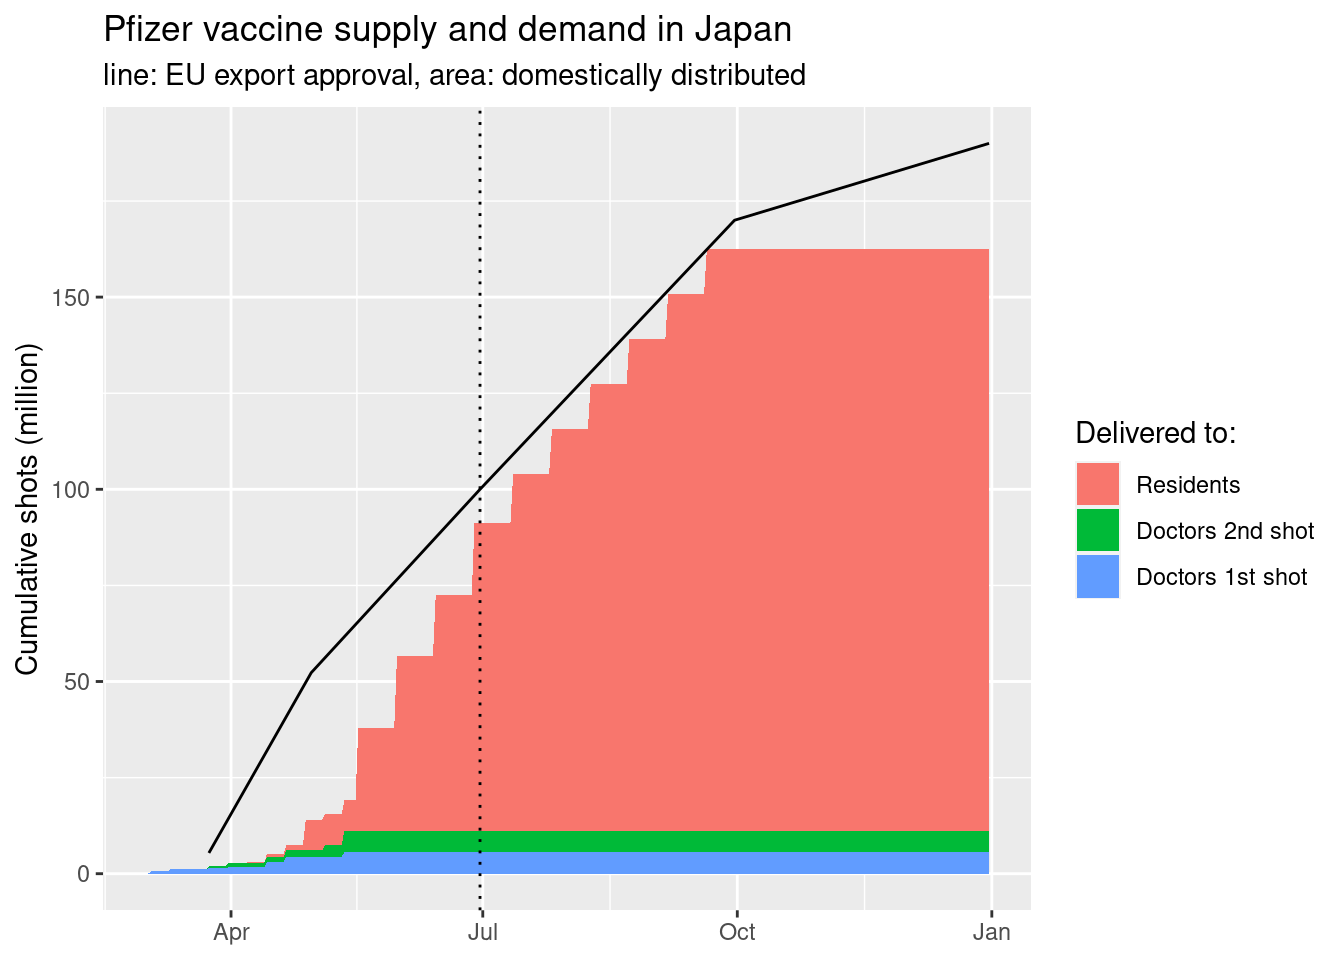 Pfizer vaccine supply and demand in Japan
line: EU export approval, area: domestically distributed
Cumulative shots (million)
150
100
50
0
Apr
Jul
Oct
Jan
Delivered to:
Residents
Doctors 2nd shot
Doctors 1st shot